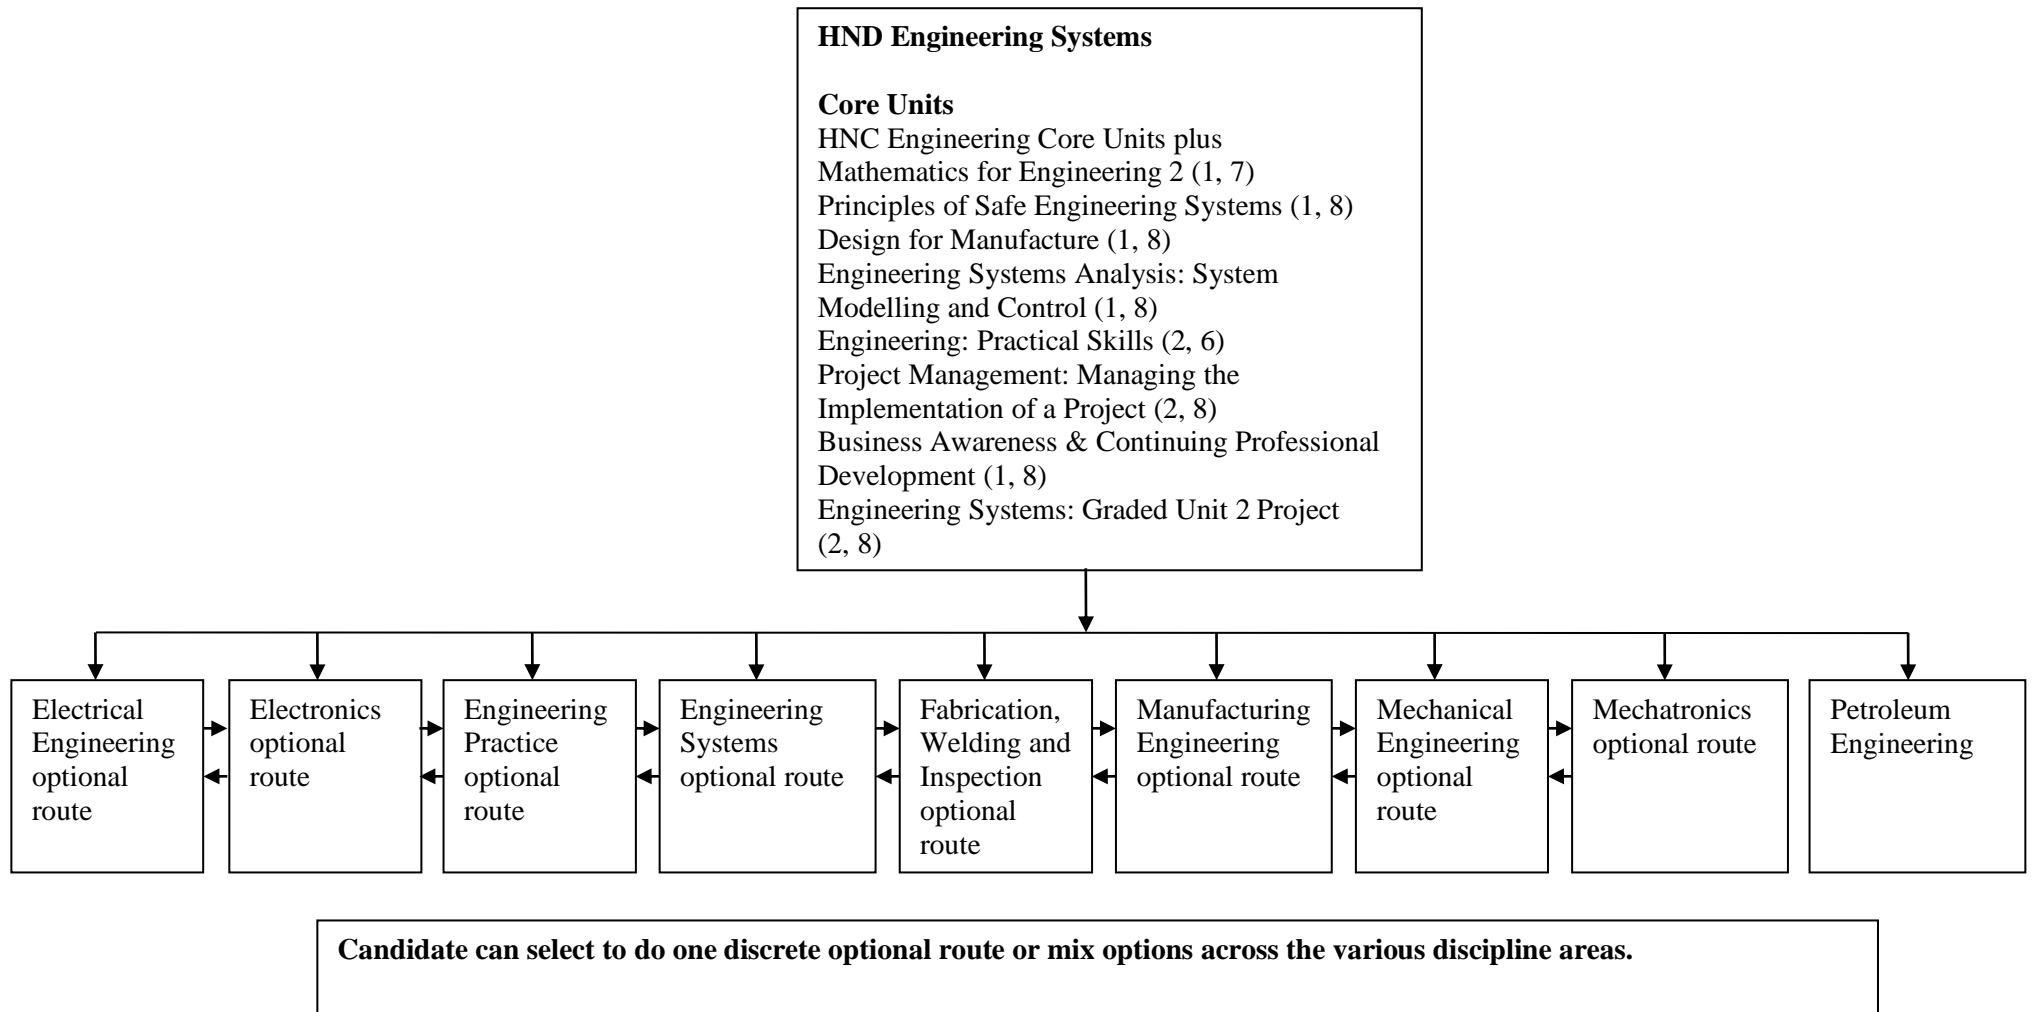 HND Engineering Systems
Core Units
HNC Engineering Core Units plus
Mathematics for Engineering 2 (1, 7)
Principles of Safe Engineering Systems (1, 8)
Design for Manufacture (1, 8)
Engineering Systems Analysis: System
Modelling and Control (1, 8)
Engineering: Practical Skills (2, 6)
Project Management: Managing the
Implementation of a Project (2, 8)
Business Awareness & Continuing Professional
Development (1, 8)
Engineering Systems: Graded Unit 2 Project
(2, 8)
Electrical
Engineering
optional
route
Electronics
optional
route
Engineering
Practice
optional
route
Engineering
Systems
optional route
Fabrication,
Welding and
Inspection
optional
route
Manufacturing
Engineering
optional route
Mechanical
Engineering
optional
route
Mechatronics
optional route
Petroleum
Engineering
Candidate can select to do one discrete optional route or mix options across the various discipline areas.